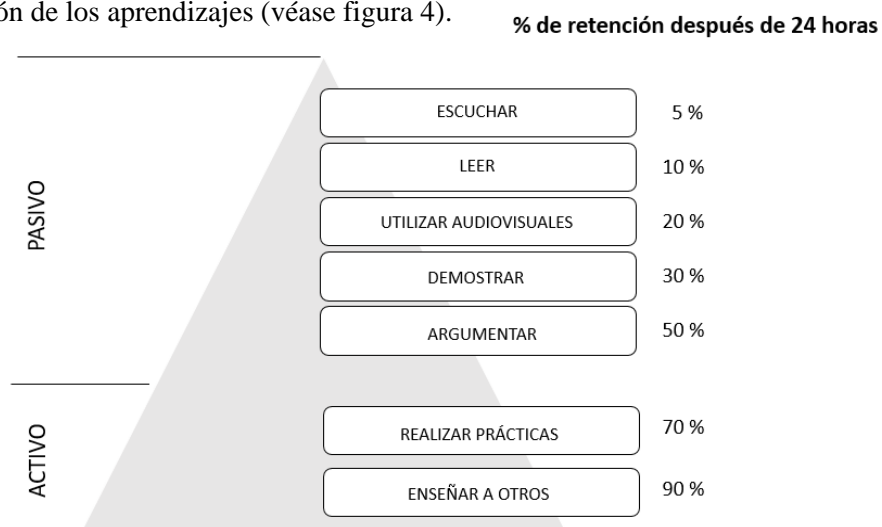 ón de los aprendizajes (véase figura 4).
% de retención después de 24 horas
ESCUCHAR 5 %
LEER 10 %
UTILIZAR AUDIOVISUALES 20 %
DEMOSTRAR 30 %
ARGUMENTAR 50 %
PASIVO
REALIZAR PRÁCTICAS 70 %
ENSEÑAR A OTROS 90 %
ACTIVO